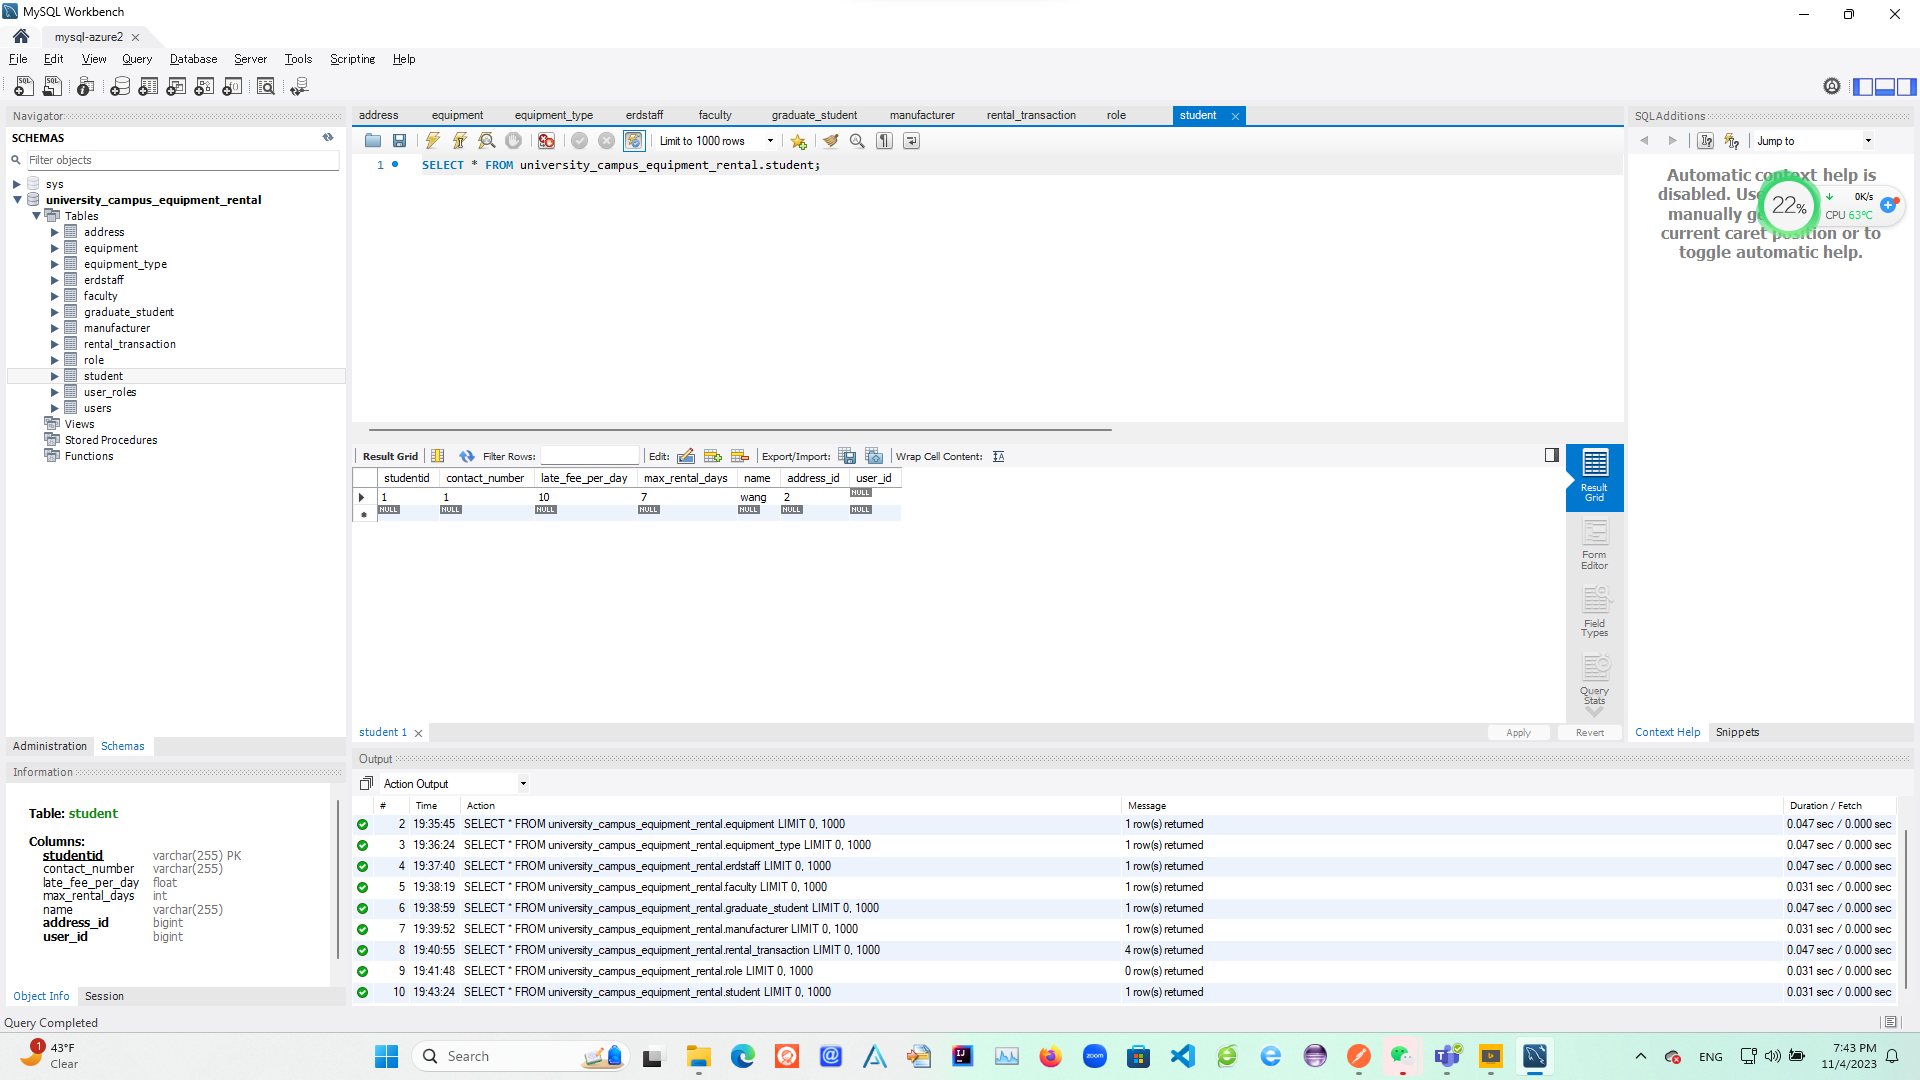 MySQL Workbench
mysql-azure2
File Edit View Query Database Server Tools Scripting Help
Navigator
SCHEMAS
Filter objects
sys
university_campus_equipment_rental
Tables
address
equipment
equipment_type
erdstaff
faculty
graduate_student
manufacturer
rental_transaction
role
student
user_roles
users
Views
Stored Procedures
Functions
Administration Schemas
Information
Table: student
Columns:
studentid varchar(255) PK
contact_number varchar(255)
late_fee_per_day float
max_rental_days int
name varchar(255)
address_id bigint
user_id bigint
Object Info Session
address equipment equipment_type erdstaff faculty graduate_student manufacturer rental_transaction role student
Limit to 1000 rows
1 SELECT * FROM university_campus_equipment_rental.student;
Result Grid Filter Rows: Edit: Export/Import: Wrap Cell Content:
studentid contact_number late_fee_per_day max_rental_days name address_id user_id
1 1 10 7 wang 2 NULL
NULL NULL NULL NULL NULL NULL NULL
Result
Grid
Form
Editor
Field
Types
Query
Stats
student 1
Apply Revert
SQLAdditions
Jump to
Automatic context help is
disabled. Use
manually
current caret position or to
toggle automatic help.
22%
0K/s
CPU 63°C
Context Help Snippets
Output
Action Output
# Time Action Message Duration / Fetch
2 19:35:45 SELECT * FROM university_campus_equipment_rental.equipment LIMIT 0, 1000 1 row(s) returned 0.047 sec / 0.000 sec
3 19:36:24 SELECT * FROM university_campus_equipment_rental.equipment_type LIMIT 0, 1000 1 row(s) returned 0.047 sec / 0.000 sec
4 19:37:40 SELECT * FROM university_campus_equipment_rental.erdstaff LIMIT 0, 1000 1 row(s) returned 0.047 sec / 0.000 sec
5 19:38:19 SELECT * FROM university_campus_equipment_rental.faculty LIMIT 0, 1000 1 row(s) returned 0.031 sec / 0.000 sec
6 19:38:59 SELECT * FROM university_campus_equipment_rental.graduate_student LIMIT 0, 1000 1 row(s) returned 0.047 sec / 0.000 sec
7 19:39:52 SELECT * FROM university_campus_equipment_rental.manufacturer LIMIT 0, 1000 1 row(s) returned 0.031 sec / 0.000 sec
8 19:40:55 SELECT * FROM university_campus_equipment_rental.rental_transaction LIMIT 0, 1000 4 row(s) returned 0.047 sec / 0.000 sec
9 19:41:48 SELECT * FROM university_campus_equipment_rental.role LIMIT 0, 1000 0 row(s) returned 0.031 sec / 0.000 sec
10 19:43:24 SELECT * FROM university_campus_equipment_rental.student LIMIT 0, 1000 1 row(s) returned 0.031 sec / 0.000 sec
Query Completed
1
43°F
Clear
Search
zoom
ENG
7:43 PM
11/4/2023